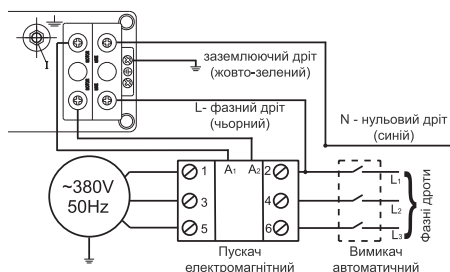 заземлюючий дріт
(жовто-зелений)
L- фазний дріт
(чорний)
N - нульовий дріт
(синій)
~380V
50Hz
1
A1
A2
2
3
4
5
6
L1
L2
L3
Фазні дроти
Пускач
електромагнітний
Вимикач
автоматичний